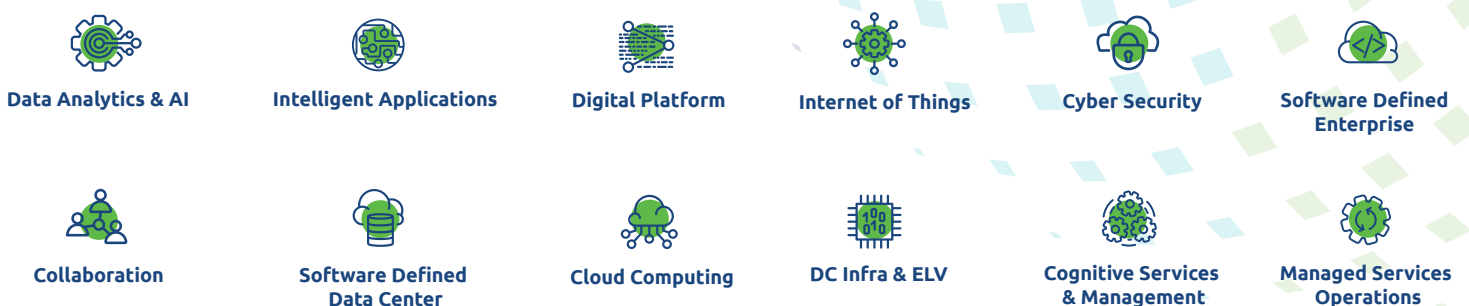 Data Analytics & AI
Intelligent Applications
Digital Platform
Internet of Things
Cyber Security
Software Defined
Enterprise
Collaboration
Software Defined
Data Center
Cloud Computing
DC Infra & ELV
Cognitive Services
& Management
Managed Services
Operations